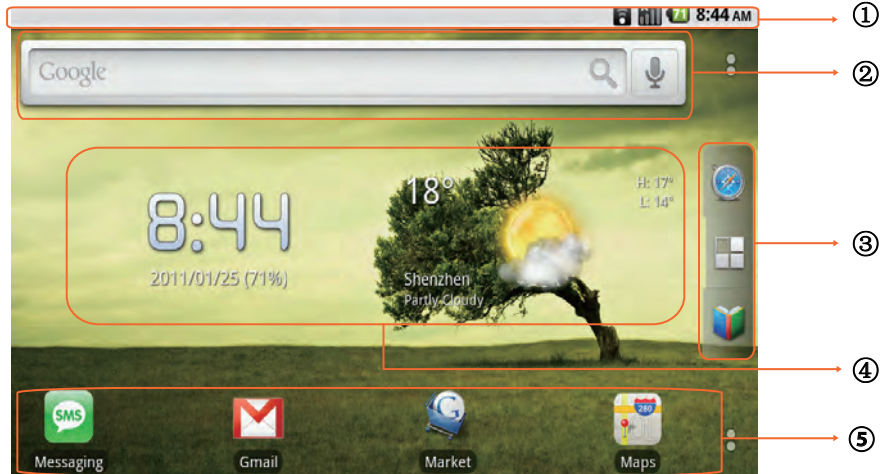 71 8:44 AM
①
Google
②
8:44
2011/01/25 (71%)
18°
H: 17°
L: 14°
Shenzhen
Partly Cloudy
③
④
SMS
G
280
Messaging
Gmail
Market
Maps
⑤